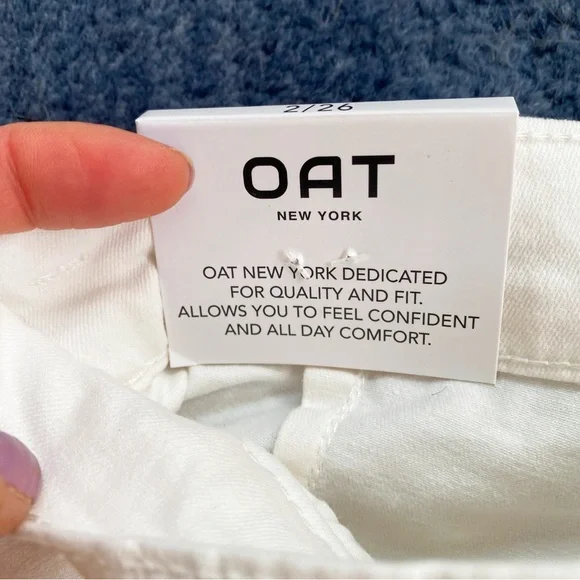 2/26
OAT
NEW YORK
OAT NEW YORK DEDICATED
FOR QUALITY AND FIT.
ALLOWS YOU TO FEEL CONFIDENT
AND ALL DAY COMFORT.